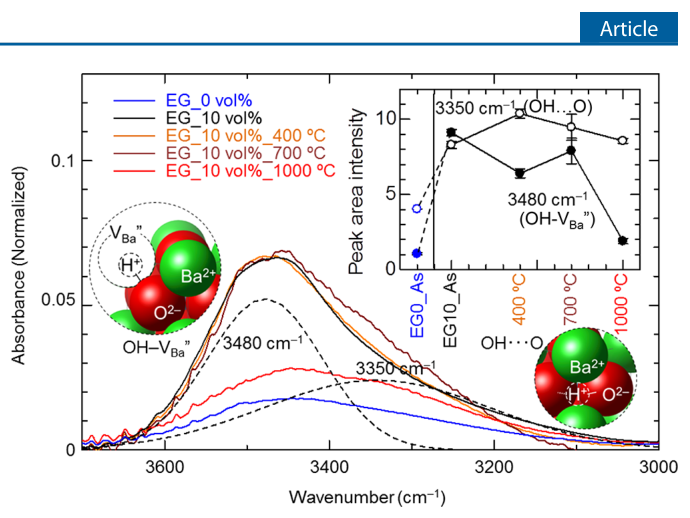 Article
EG_0 vol%
EG_10 vol%
EG_10 vol%_400 ºC
EG_10 vol%_700 ºC
EG_10 vol%_1000 ºC
Peak area intensity
10
5
0
3350 cm⁻¹ (OH…O)
3480 cm⁻¹
(OH-V_Ba”)
EG0_As
EG10_As
400 ºC
700 ºC
1000 ºC
Absorbance (Normalized)
0.1
0.05
0
V_Ba”
H⁺
Ba²⁺
O²⁻
OH–V_Ba”
3480 cm⁻¹
3350 cm⁻¹
OH···O
Ba²⁺
H⁺
O²⁻
3600
3400
3200
3000
Wavenumber (cm⁻¹)